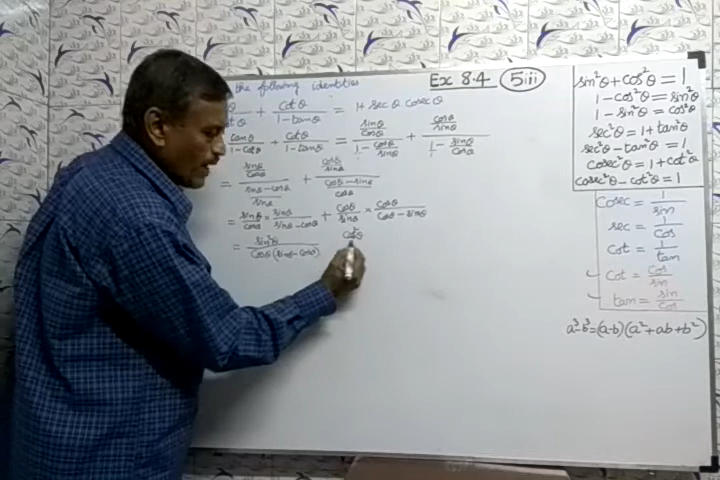 the following identities
Ex 8.4 5iii
θ/cotθ + cotθ/1-tanθ = 1+ secθ cosecθ
tanθ/1-cotθ + cotθ/1-tanθ = sinθ/cosθ/1-cosθ/sinθ + cosθ/sinθ/1-sinθ/cosθ
= sinθ/cosθ/sinθ-cosθ/sinθ + cosθ/sinθ/cosθ-sinθ/cosθ
= sinθ/cosθ × sinθ/sinθ-cosθ + cosθ/sinθ × cosθ/cosθ-sinθ
= sin²θ/cosθ(sinθ-cosθ) cos²θ
sin²θ+cos²θ = 1
1-cos²θ = sin²θ
1-sin²θ = cos²θ
sec²θ = 1+tan²θ
sec²θ-tan²θ = 1
cosec²θ = 1+cot²θ
cosec²θ-cot²θ = 1
cosec = 1/sin
sec = 1/cos
cot = 1/tan
cot = cos/sin
tan = sin/cos
a³-b³=(a-b)(a²+ab+b²)